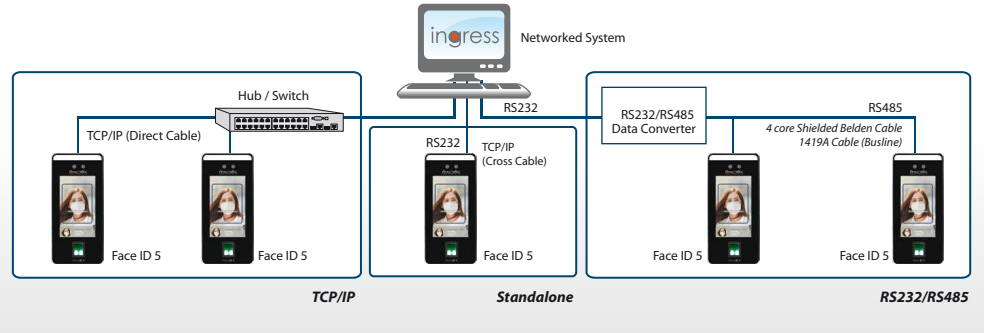 ingress
Networked System
Hub / Switch
TCP/IP (Direct Cable)
Face ID 5
Face ID 5
TCP/IP
RS232
TCP/IP
(Cross Cable)
Face ID 5
Standalone
RS232
RS232/RS485
Data Converter
RS485
4 core Shielded Belden Cable
1419A Cable (Busline)
Face ID 5
Face ID 5
RS232/RS485